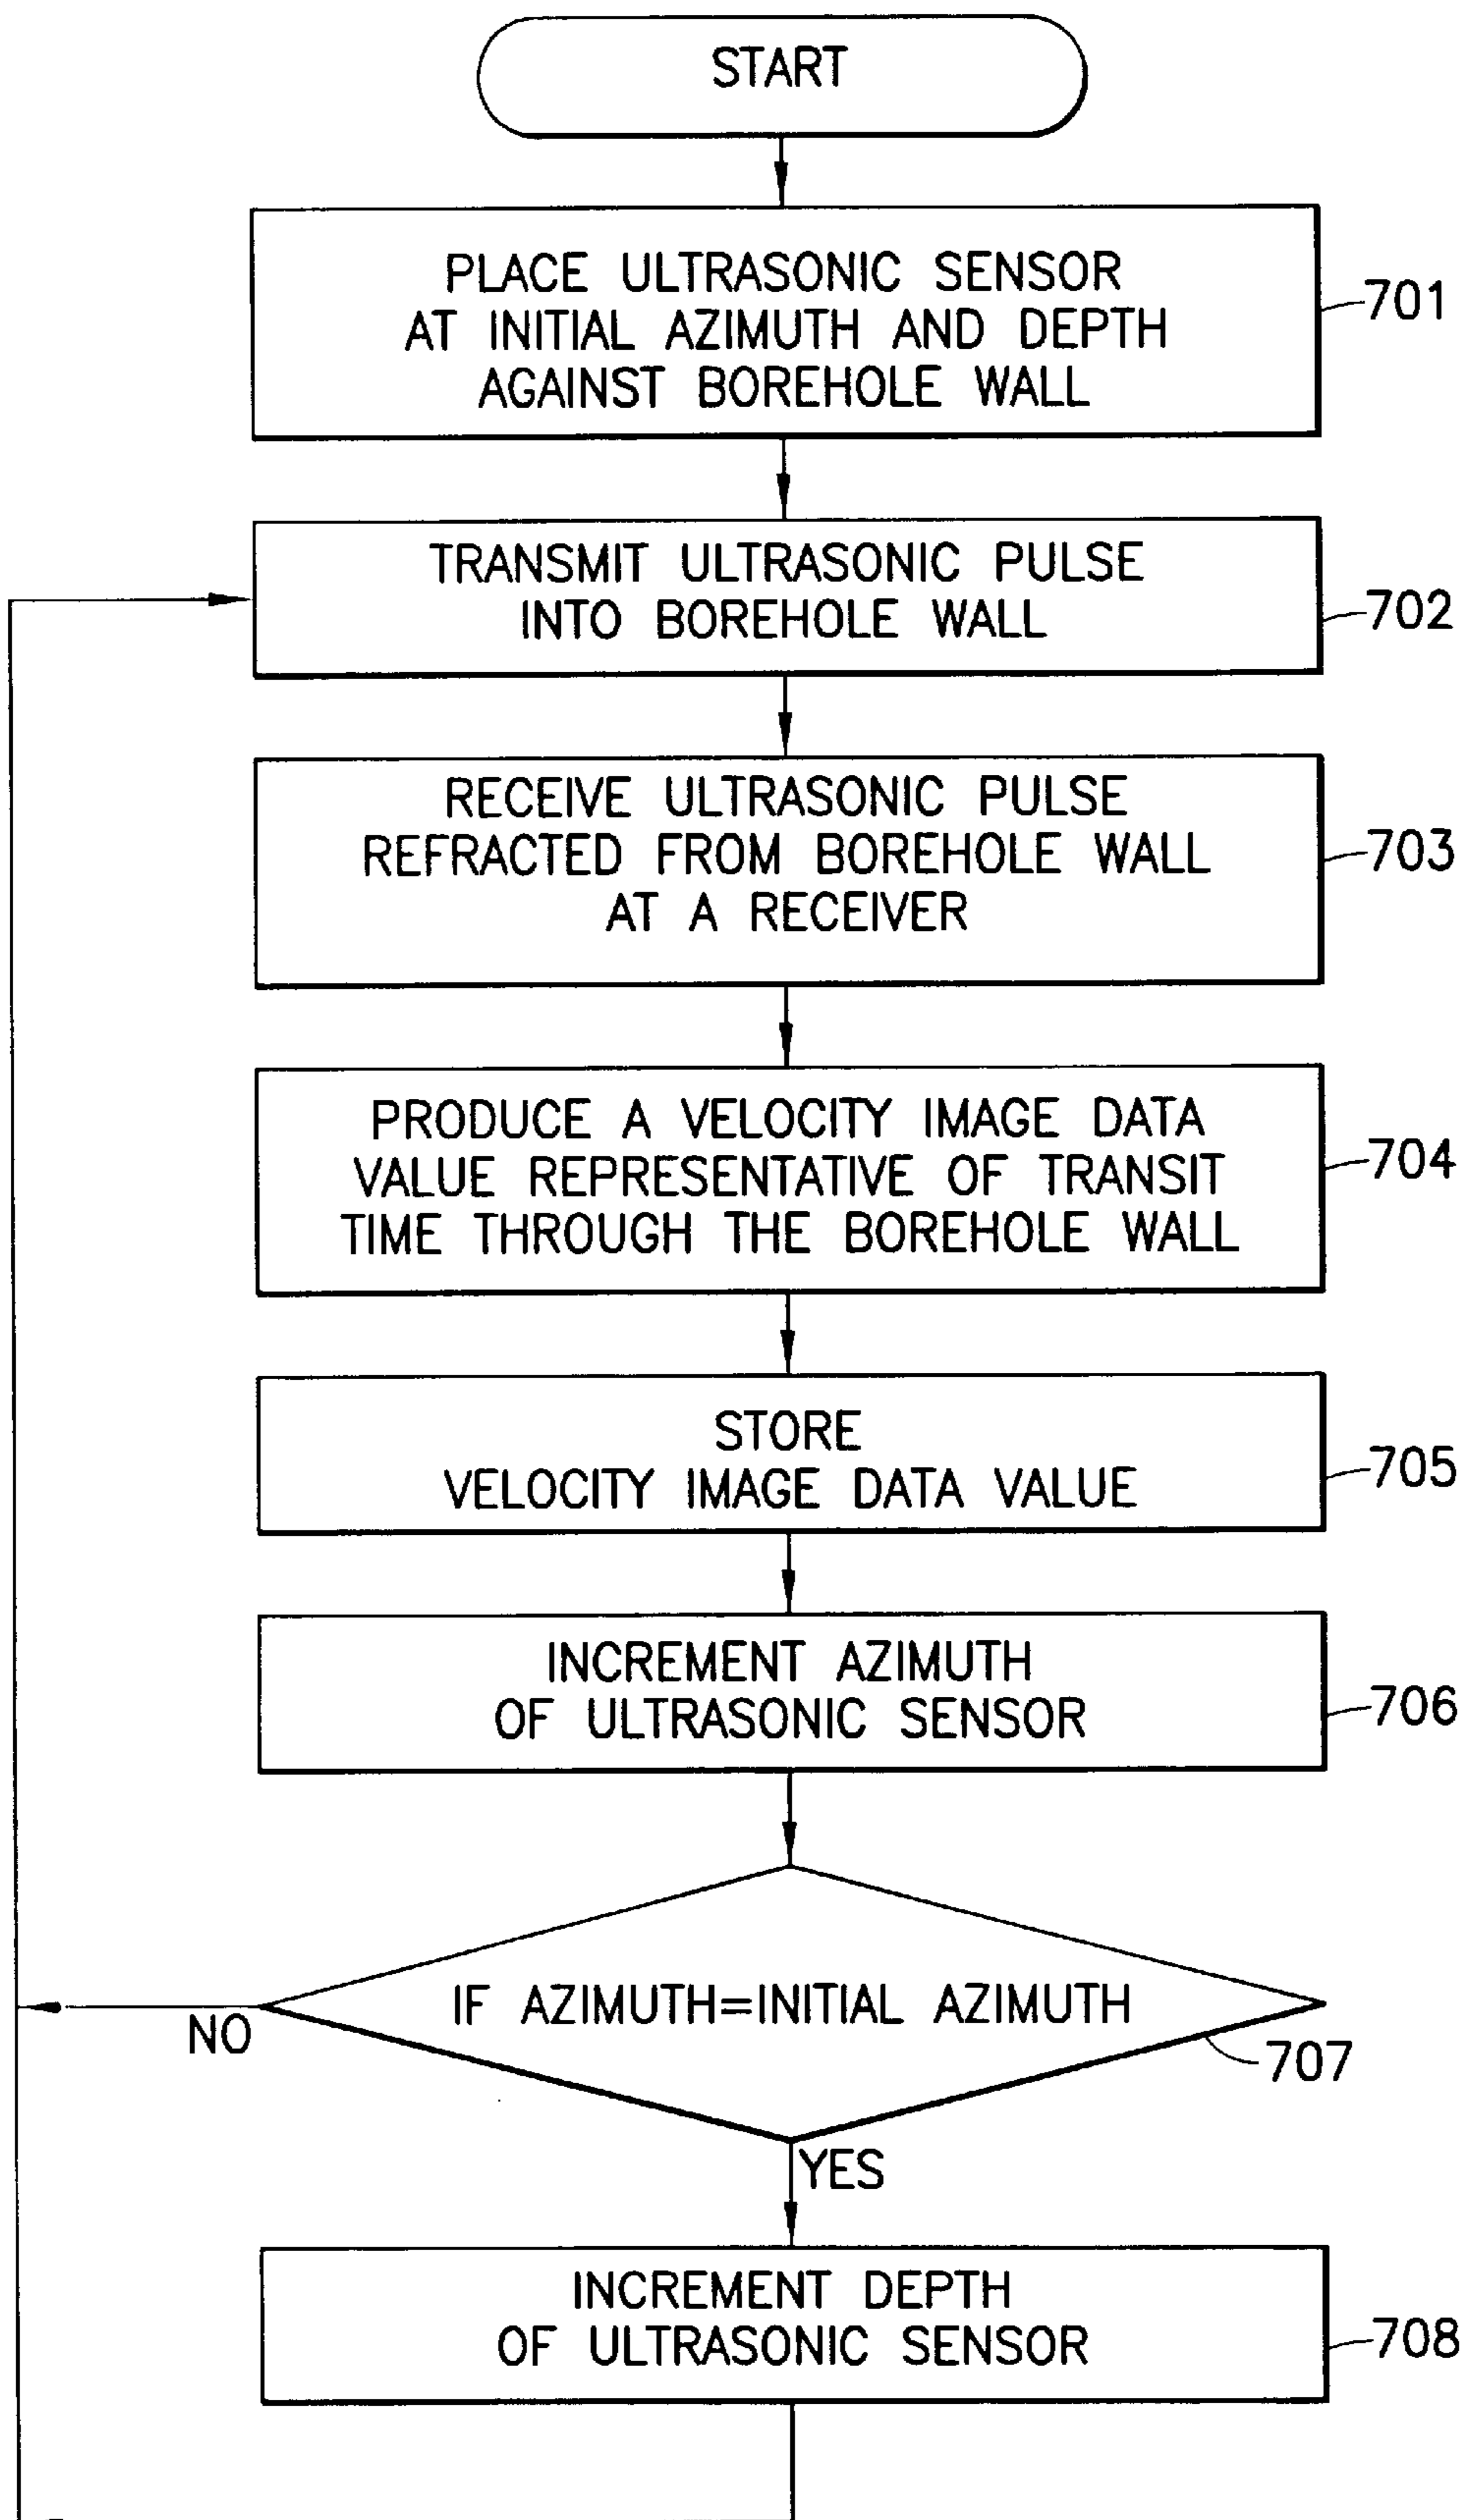 START
PLACE ULTRASONIC SENSOR
AT INITIAL AZIMUTH AND DEPTH
AGAINST BOREHOLE WALL
701
TRANSMIT ULTRASONIC PULSE
INTO BOREHOLE WALL
702
RECEIVE ULTRASONIC PULSE
REFRACTED FROM BOREHOLE WALL
AT A RECEIVER
703
PRODUCE A VELOCITY IMAGE DATA
VALUE REPRESENTATIVE OF TRANSIT
TIME THROUGH THE BOREHOLE WALL
704
STORE
VELOCITY IMAGE DATA VALUE
705
INCREMENT AZIMUTH
OF ULTRASONIC SENSOR
706
IF AZIMUTH=INITIAL AZIMUTH
NO
707
YES
INCREMENT DEPTH
OF ULTRASONIC SENSOR
708